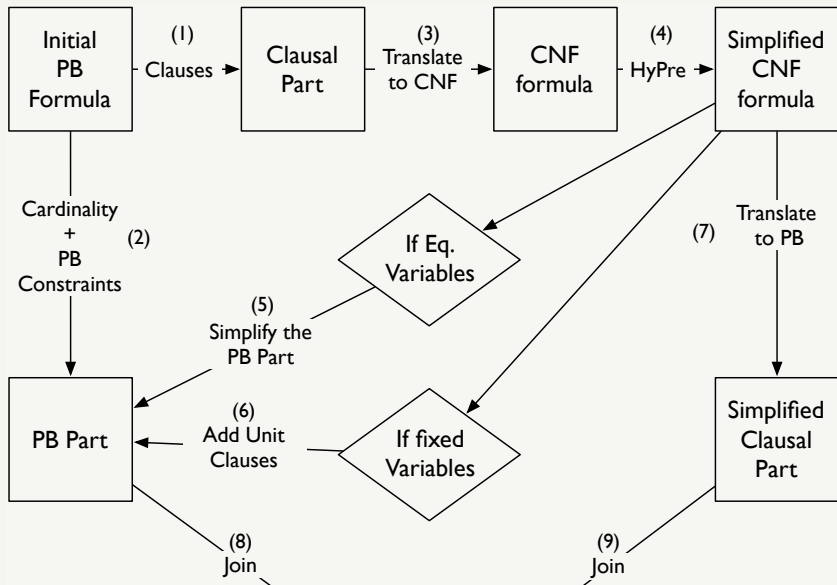 Initial
PB
Formula
(1)
Clauses
Clausal
Part
(3)
Translate
to CNF
CNF
formula
(4)
HyPre
Simplified
CNF
formula
Cardinality
+
PB
Constraints
(2)
If Eq.
Variables
(7)
Translate
to PB
(5)
Simplify the
PB Part
PB Part
(6)
Add Unit
Clauses
If fixed
Variables
Simplified
Clausal
Part
(8)
Join
(9)
Join